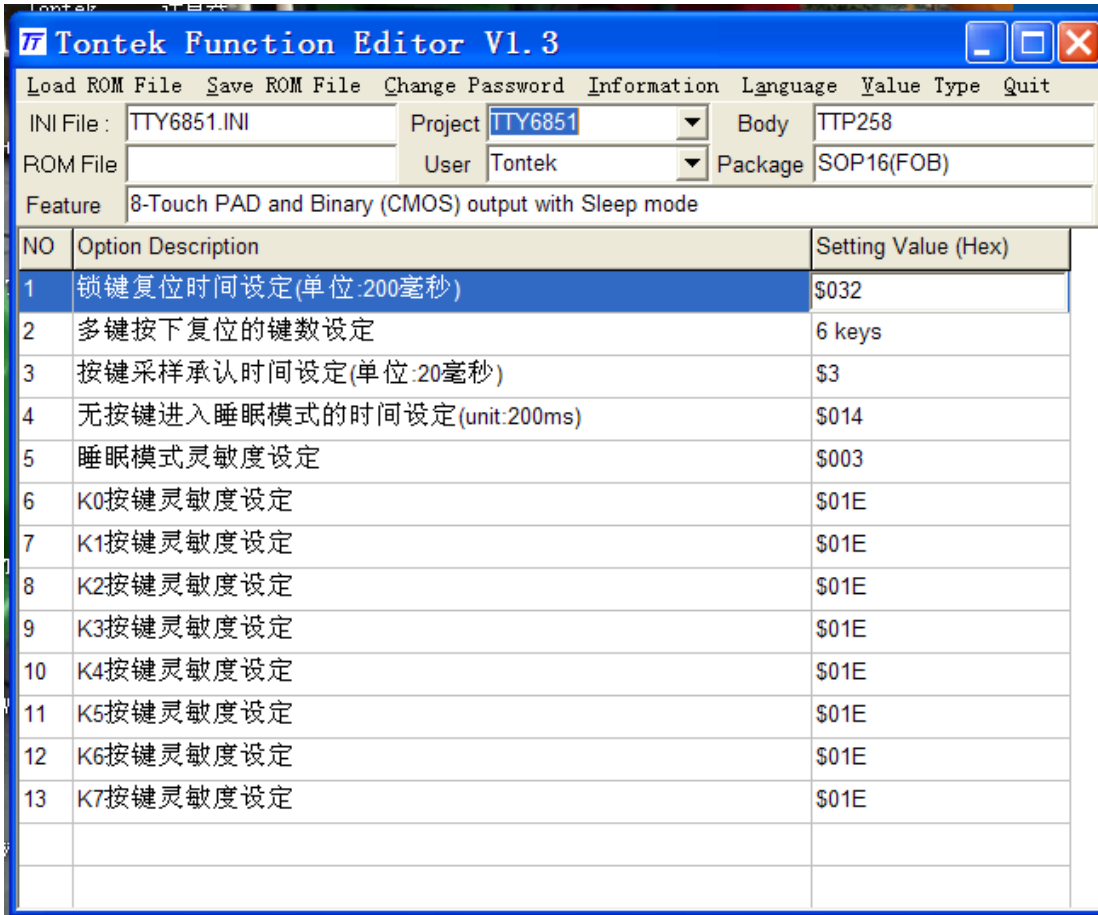 Tontek Function Editor V1.3
Load ROM File Save ROM File Change Password Information Language Value Type Quit
INI File : TTY6851.INI Project TTY6851 Body TTP258
ROM File User Tontek Package SOP16(FOB)
Feature 8-Touch PAD and Binary (CMOS) output with Sleep mode
NO Option Description Setting Value (Hex)
1 锁键复位时间设定(单位:200毫秒) $032
2 多键按下复位的键数设定 6 keys
3 按键采样承认时间设定(单位:20毫秒) $3
4 无按键进入睡眠模式的时间设定(unit:200ms) $014
5 睡眠模式灵敏度设定 $003
6 K0按键灵敏度设定 $01E
7 K1按键灵敏度设定 $01E
8 K2按键灵敏度设定 $01E
9 K3按键灵敏度设定 $01E
10 K4按键灵敏度设定 $01E
11 K5按键灵敏度设定 $01E
12 K6按键灵敏度设定 $01E
13 K7按键灵敏度设定 $01E